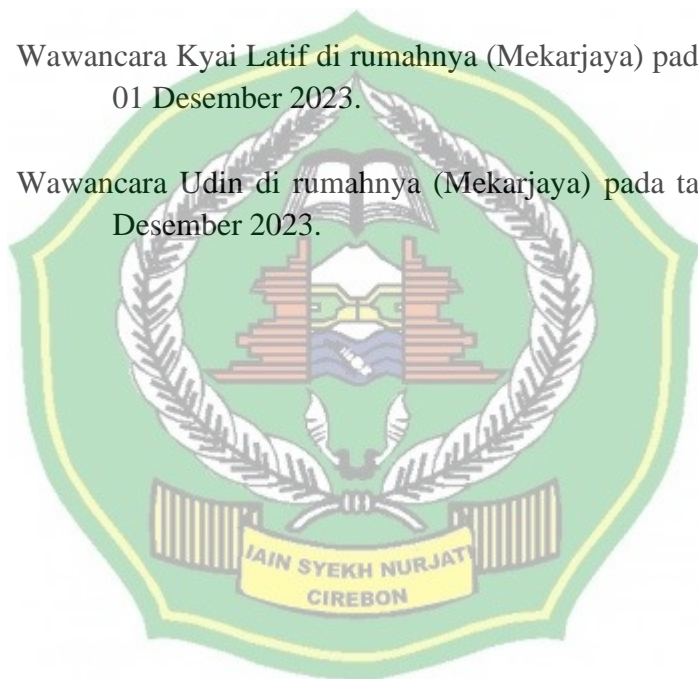 Wawancara Kyai Latif di rumahnya (Mekarjaya) pad
01 Desember 2023.
Wawancara Udin di rumahnya (Mekarjaya) pada ta
Desember 2023.
IAIN SYEKH NURJATI
CIREBON